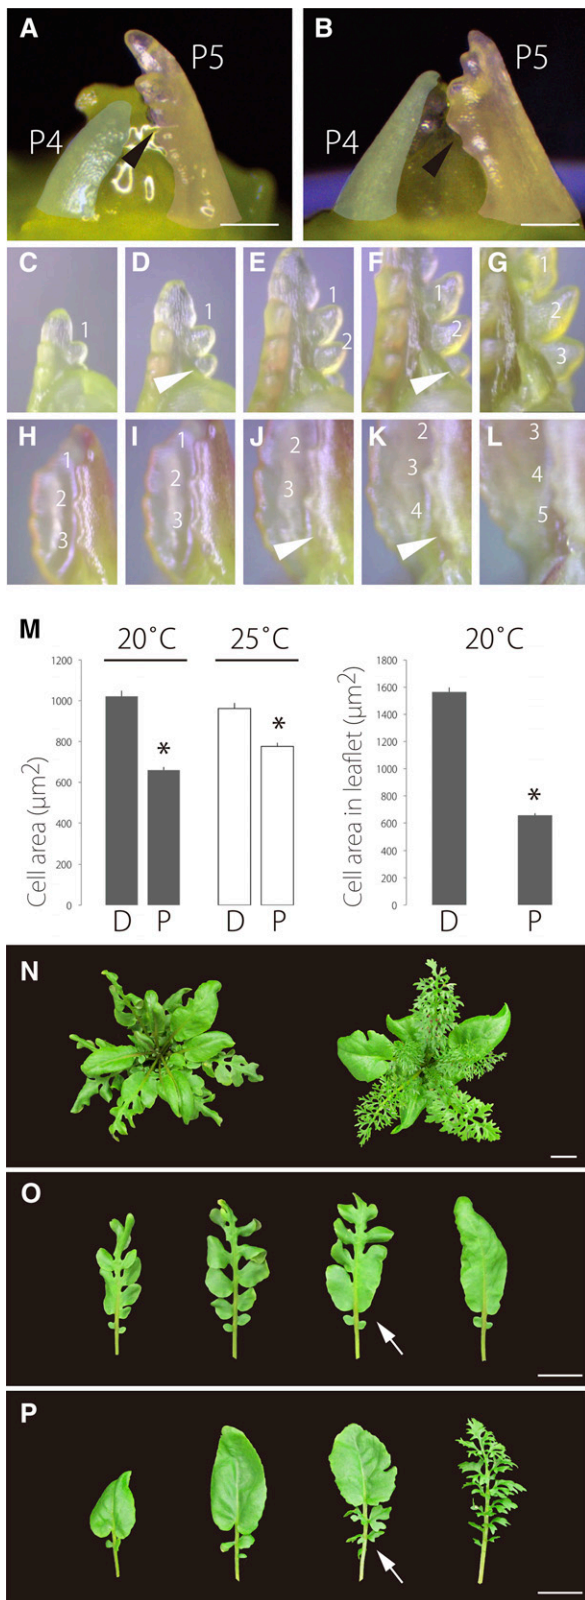 A
P5
P4
B
P5
P4
C
1
D
1
E
1
2
F
1
2
G
1
2
3
H
1
2
3
I
1
2
3
J
2
3
K
2
3
4
L
3
4
5
M
20˚C
25˚C
20˚C
Cell area (µm²)
1200
1000
800
600
400
200
0
*
*
D P D P
Cell area in leaflet (µm²)
1800
1600
1400
1200
1000
800
600
400
200
0
*
D P
N
O
P